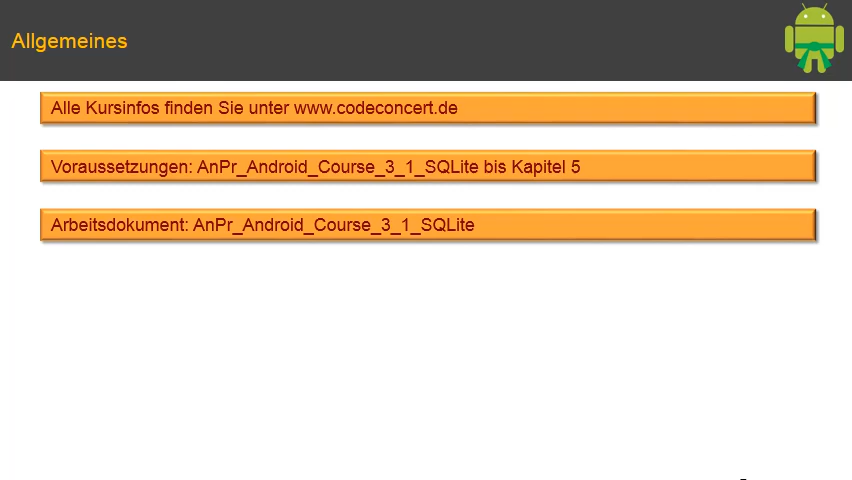 Allgemeines
Alle Kursinfos finden Sie unter www.codeconcert.de
Voraussetzungen: AnPr_Android_Course_3_1_SQLite bis Kapitel 5
Arbeitsdokument: AnPr_Android_Course_3_1_SQLite